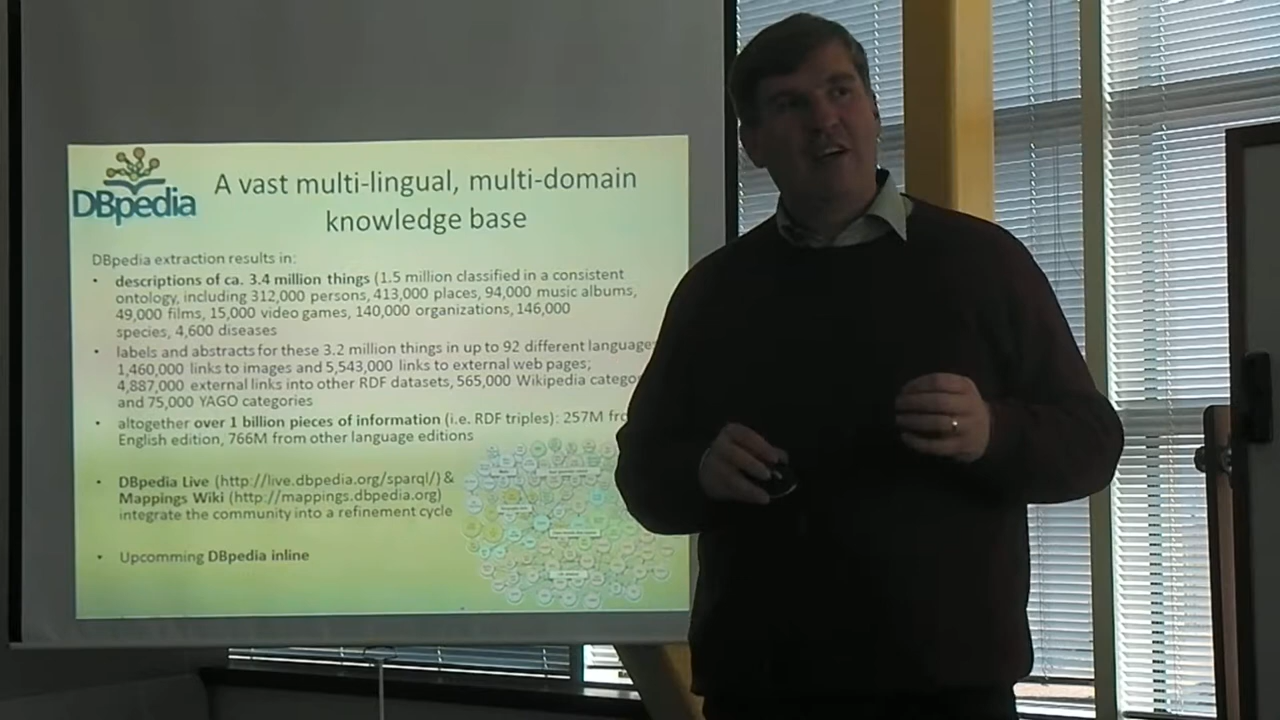 DBpedia
A vast multi-lingual, multi-domain
knowledge base
DBpedia extraction results in:
• descriptions of ca. 3.4 million things (1.5 million classified in a consistent
ontology, including 312,000 persons, 413,000 places, 94,000 music albums,
49,000 films, 15,000 video games, 140,000 organizations, 146,000
species, 4,600 diseases
• labels and abstracts for these 3.2 million things in up to 92 different language
1,460,000 links to images and 5,543,000 links to external web pages;
4,887,000 external links into other RDF datasets, 565,000 Wikipedia catego
and 75,000 YAGO categories
• altogether over 1 billion pieces of information (i.e. RDF triples): 257M fro
English edition, 766M from other language editions
• DBpedia Live (http://live.dbpedia.org/sparql/) &
Mappings Wiki (http://mappings.dbpedia.org)
integrate the community into a refinement cycle
• Upcomming DBpedia inline